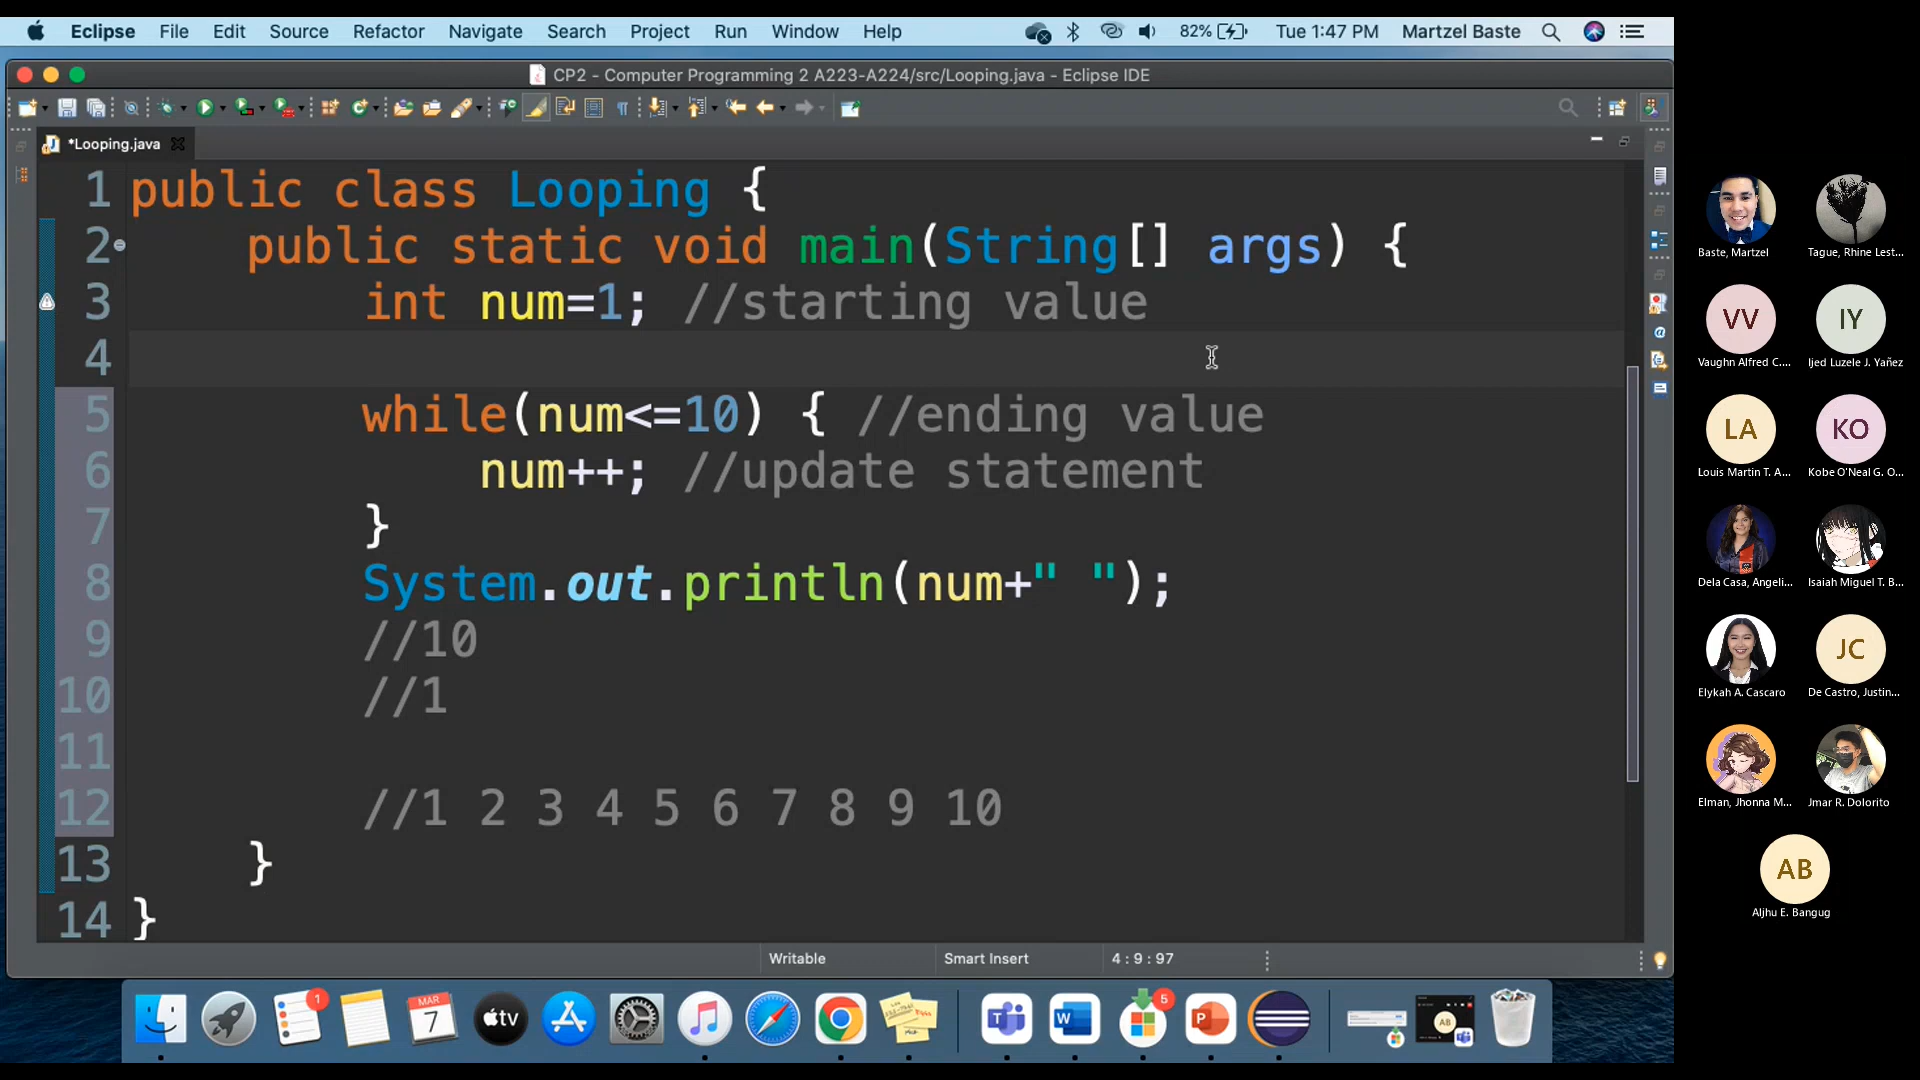 Eclipse File Edit Source Refactor Navigate Search Project Run Window Help 82% Tue 1:47 PM Martzel Baste
CP2 - Computer Programming 2 A223-A224/src/Looping.java - Eclipse IDE
*Looping.java
1 public class Looping {
2 public static void main(String[] args) {
3 int num=1; //starting value
4
5 while(num<=10) { //ending value
6 num++; //update statement
7 }
8 System.out.println(num+" ");
9 //10
10 //1
11
12 //1 2 3 4 5 6 7 8 9 10
13 }
14 }
Writable Smart Insert 4 : 9 : 97
1 MAR 7 tv W 5 P AB
Baste, Martzel Tague, Rhine Lest...
VV IY
Vaughn Alfred C.... Ijed Luzele J. Yañez
LA KO
Louis Martin T. A... Kobe O'Neal G. O...
Dela Casa, Angeli... Isaiah Miguel T. B...
JC
Elykah A. Cascaro De Castro, Justin...
Elman, Jhonna M... Jmar R. Dolorito
AB
Aljhu E. Bangug